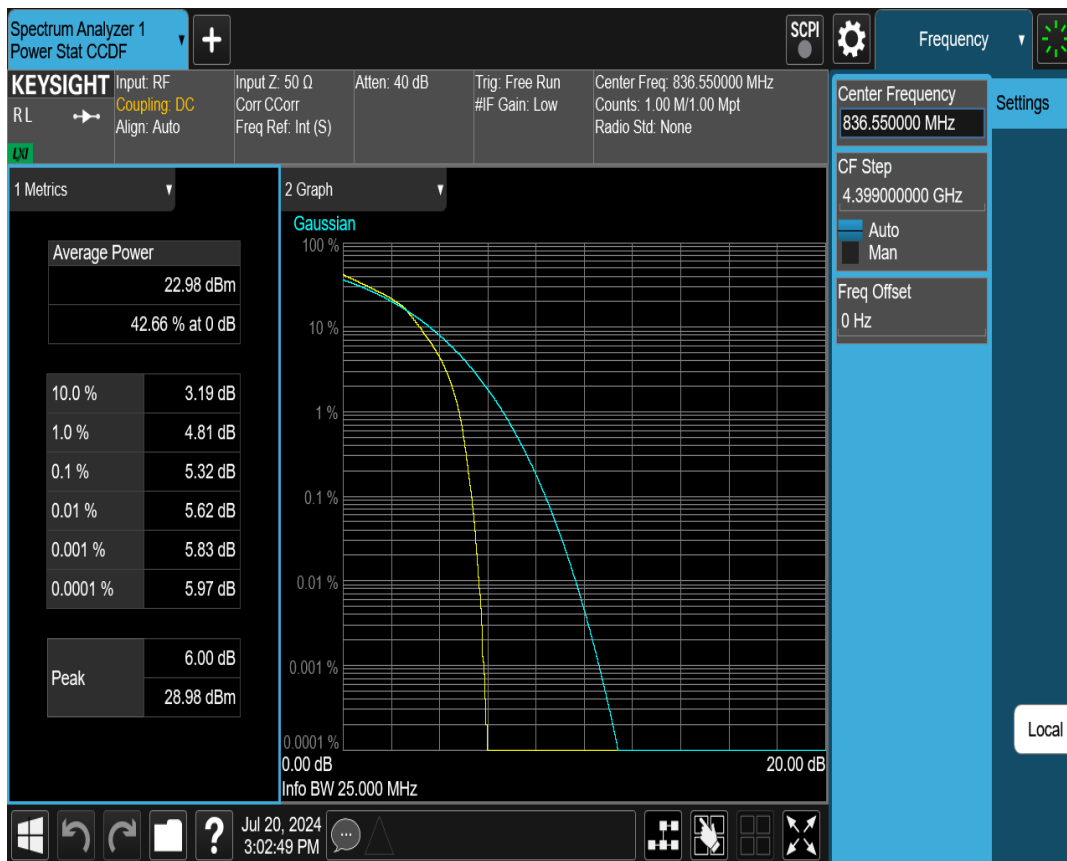 Spectrum Analyzer 1
Power Stat CCDF
+
SCPI
Frequency
KEYSIGHT
RL
LXI
Input: RF
Coupling: DC
Align: Auto
Input Z: 50 Ω
Corr CCorr
Freq Ref: Int (S)
Atten: 40 dB
Trig: Free Run
#IF Gain: Low
Center Freq: 836.550000 MHz
Counts: 1.00 M/1.00 Mpt
Radio Std: None
Center Frequency
836.550000 MHz
Settings
CF Step
4.399000000 GHz
Auto
Man
Freq Offset
0 Hz
1 Metrics
Average Power
22.98 dBm
42.66 % at 0 dB
10.0 % 3.19 dB
1.0 % 4.81 dB
0.1 % 5.32 dB
0.01 % 5.62 dB
0.001 % 5.83 dB
0.0001 % 5.97 dB
Peak
6.00 dB
28.98 dBm
2 Graph
Gaussian
100 %
10 %
1 %
0.1 %
0.01 %
0.001 %
0.0001 %
0.00 dB 20.00 dB
Info BW 25.000 MHz
Local
?
Jul 20, 2024
3:02:49 PM